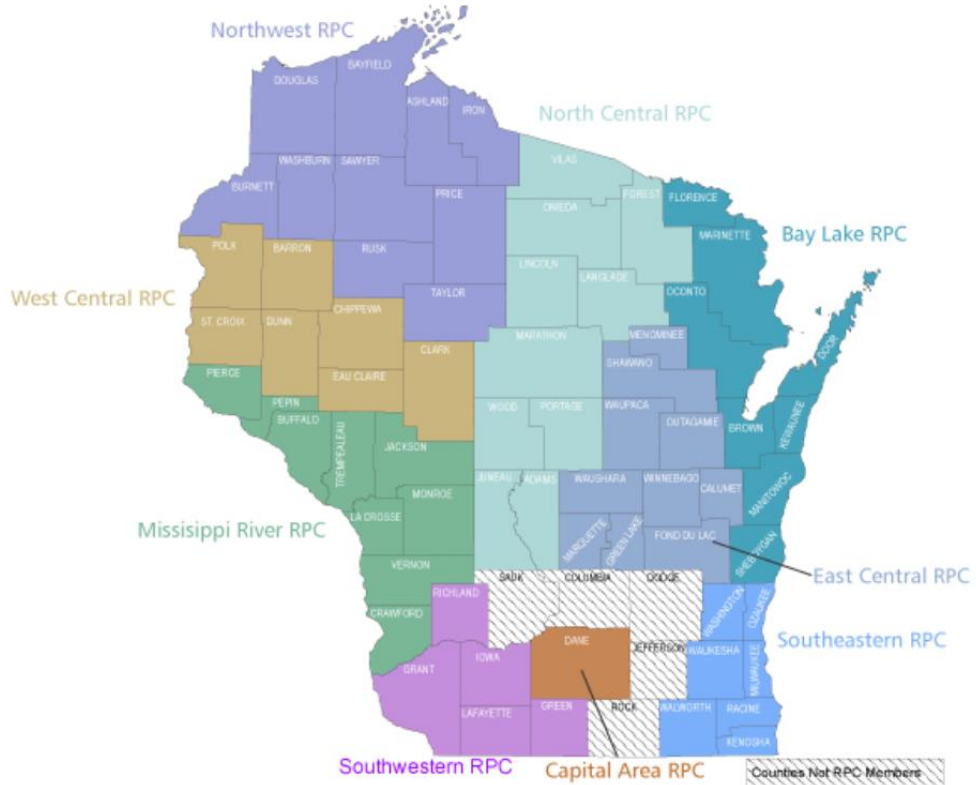 Northwest RPC
BAYFIELD
DOUGLAS
ASHLAND
IRON
North Central RPC
VILAS
WASHBURN
SAWYER
BURNETT
PRICE
FOREST
FLORENCE
ONEIDA
MARINETTE
Bay Lake RPC
POLK
BARRON
RUSK
LINCOLN
LANGLADE
OCONTO
West Central RPC
TAYLOR
CHIPPEWA
ST. CROIX
DUNN
MARATHON
MENOMINEE
DOOR
CLARK
SHAWANO
PIERCE
EAU CLAIRE
PEPIN
BUFFALO
WOOD
PORTAGE
WAUPACA
OUTAGAMIE
BROWN
KEWAUNEE
TREMPEALEAU
JACKSON
JUNEAU
ADAMS
WAUSHARA
WINNEBAGO
CALUMET
MANITOWOC
MONROE
LA CROSSE
Missisippi River RPC
MARQUETTE
GREEN LAKE
FOND DU LAC
SHEBOYGAN
VERNON
East Central RPC
SAUK
COLUMBIA
DODGE
RICHLAND
WASHINGTON
OZAUKEE
CRAWFORD
Southeastern RPC
DANE
JEFFERSON
WAUKESHA
MILWAUKEE
IOWA
GRANT
LAFAYETTE
GREEN
ROCK
WALWORTH
RACINE
KENOSHA
Southwestern RPC
Capital Area RPC
Counties Not RPC Members